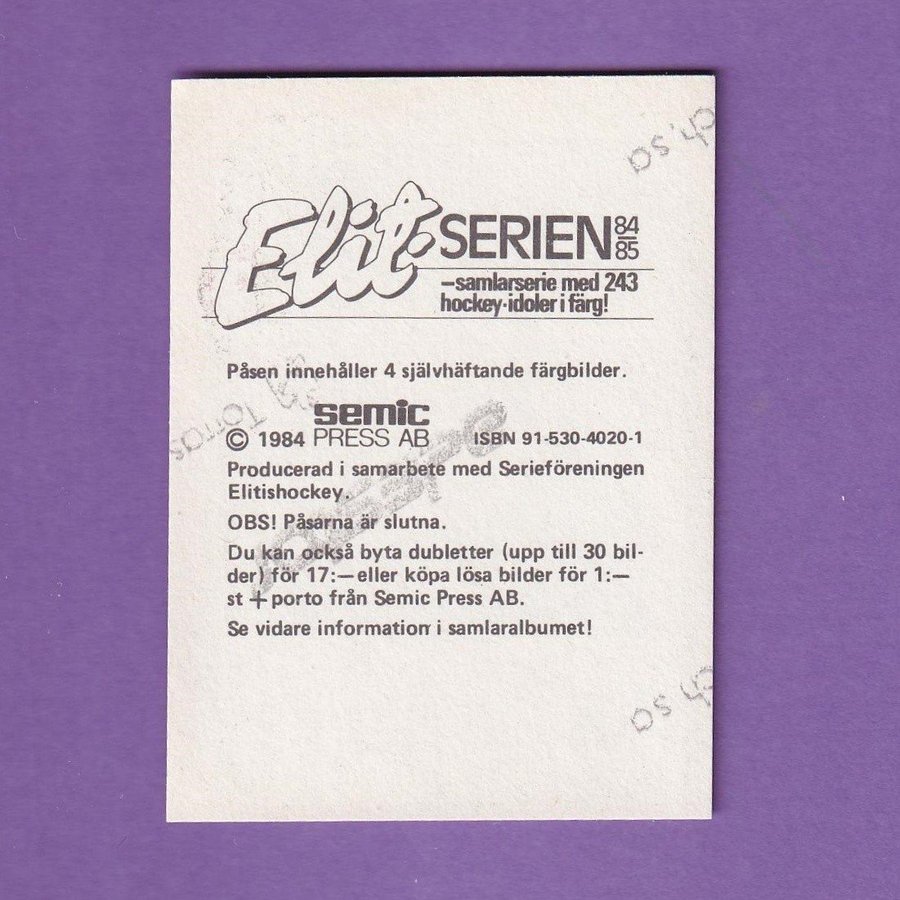 Elit-SERIEN 84/85
–samlarserie med 243
hockey-idoler i färg!
Påsen innehåller 4 självhäftande färgbilder.
semic
© 1984 PRESS AB ISBN 91-530-4020-1
Producerad i samarbete med Serieföreningen
Elitishockey.
OBS! Påsarna är slutna.
Du kan också byta dubletter (upp till 30 bil-
der) för 17:— eller köpa lösa bilder för 1:—
st + porto från Semic Press AB.
Se vidare information i samlaralbumet!